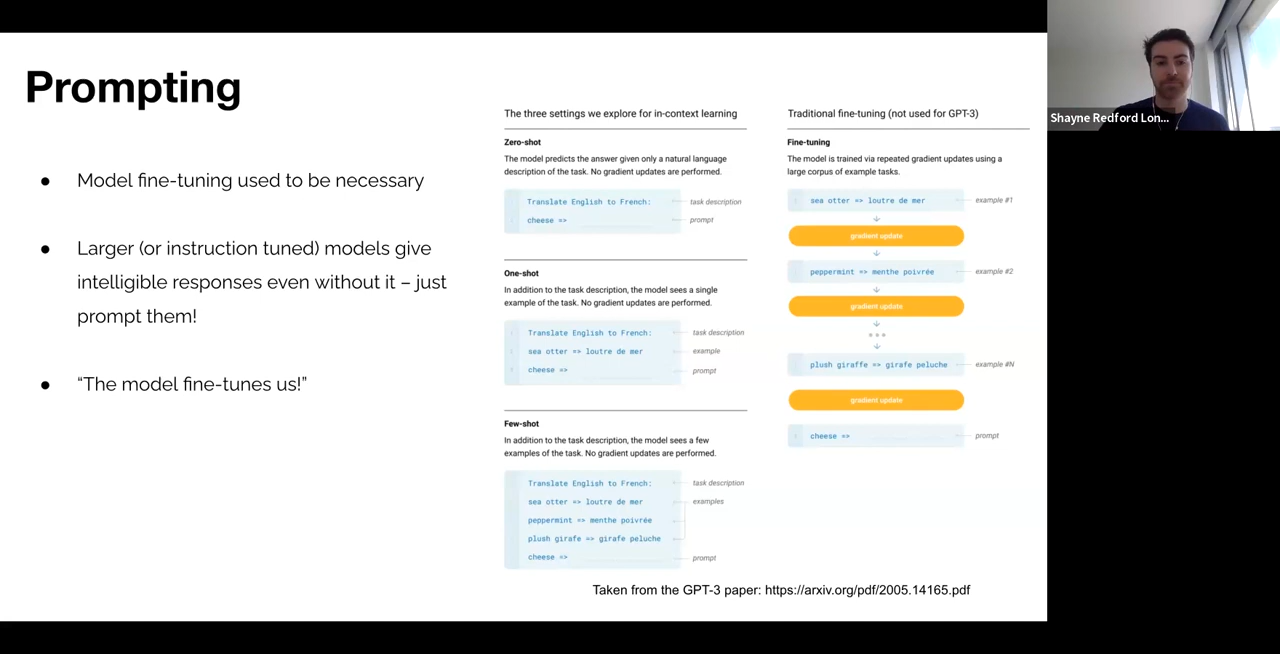 Prompting
● Model fine-tuning used to be necessary
● Larger (or instruction tuned) models give
intelligible responses even without it – just
prompt them!
● “The model fine-tunes us!”
The three settings we explore for in-context learning
Zero-shot
The model predicts the answer given only a natural language
description of the task. No gradient updates are performed.
Translate English to French: task description
cheese => prompt
One-shot
In addition to the task description, the model sees a single
example of the task. No gradient updates are performed.
Translate English to French: task description
sea otter => loutre de mer example
cheese => prompt
Few-shot
In addition to the task description, the model sees a few
examples of the task. No gradient updates are performed.
Translate English to French: task description
sea otter => loutre de mer examples
peppermint => menthe poivrée
plush girafe => girafe peluche
cheese => prompt
Traditional fine-tuning (not used for GPT-3)
Fine-tuning
The model is trained via repeated gradient updates using a
large corpus of example tasks.
sea otter => loutre de mer example #1
gradient update
peppermint => menthe poivrée example #2
gradient update
plush giraffe => girafe peluche example #N
gradient update
cheese => prompt
Taken from the GPT-3 paper: https://arxiv.org/pdf/2005.14165.pdf
Shayne Redford Lon...